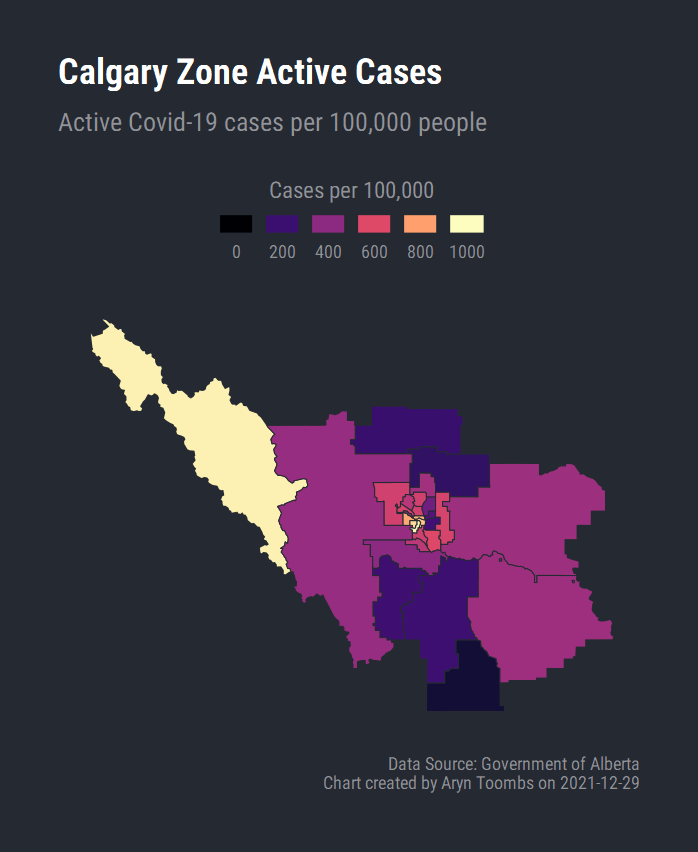 Calgary Zone Active Cases
Active Covid-19 cases per 100,000 people
Cases per 100,000
0 200 400 600 800 1000
Data Source: Government of Alberta
Chart created by Aryn Toombs on 2021-12-29